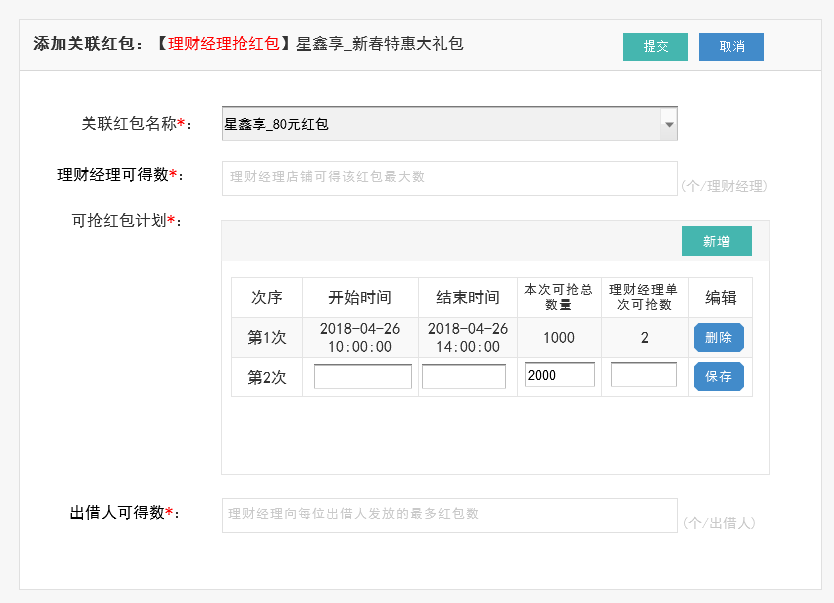 添加关联红包：【理财经理抢红包】星鑫享_新春特惠大礼包
提交
取消
关联红包名称*：
星鑫享_80元红包
理财经理可得数*：
理财经理店铺可得该红包最大数
(个/理财经理)
可抢红包计划*：
新增
次序
开始时间
结束时间
本次可抢总
数量
理财经理单
次可抢数
编辑
第1次
2018-04-26
10:00:00
2018-04-26
14:00:00
1000
2
删除
第2次
2000
保存
出借人可得数*：
理财经理向每位出借人发放的最多红包数
(个/出借人)